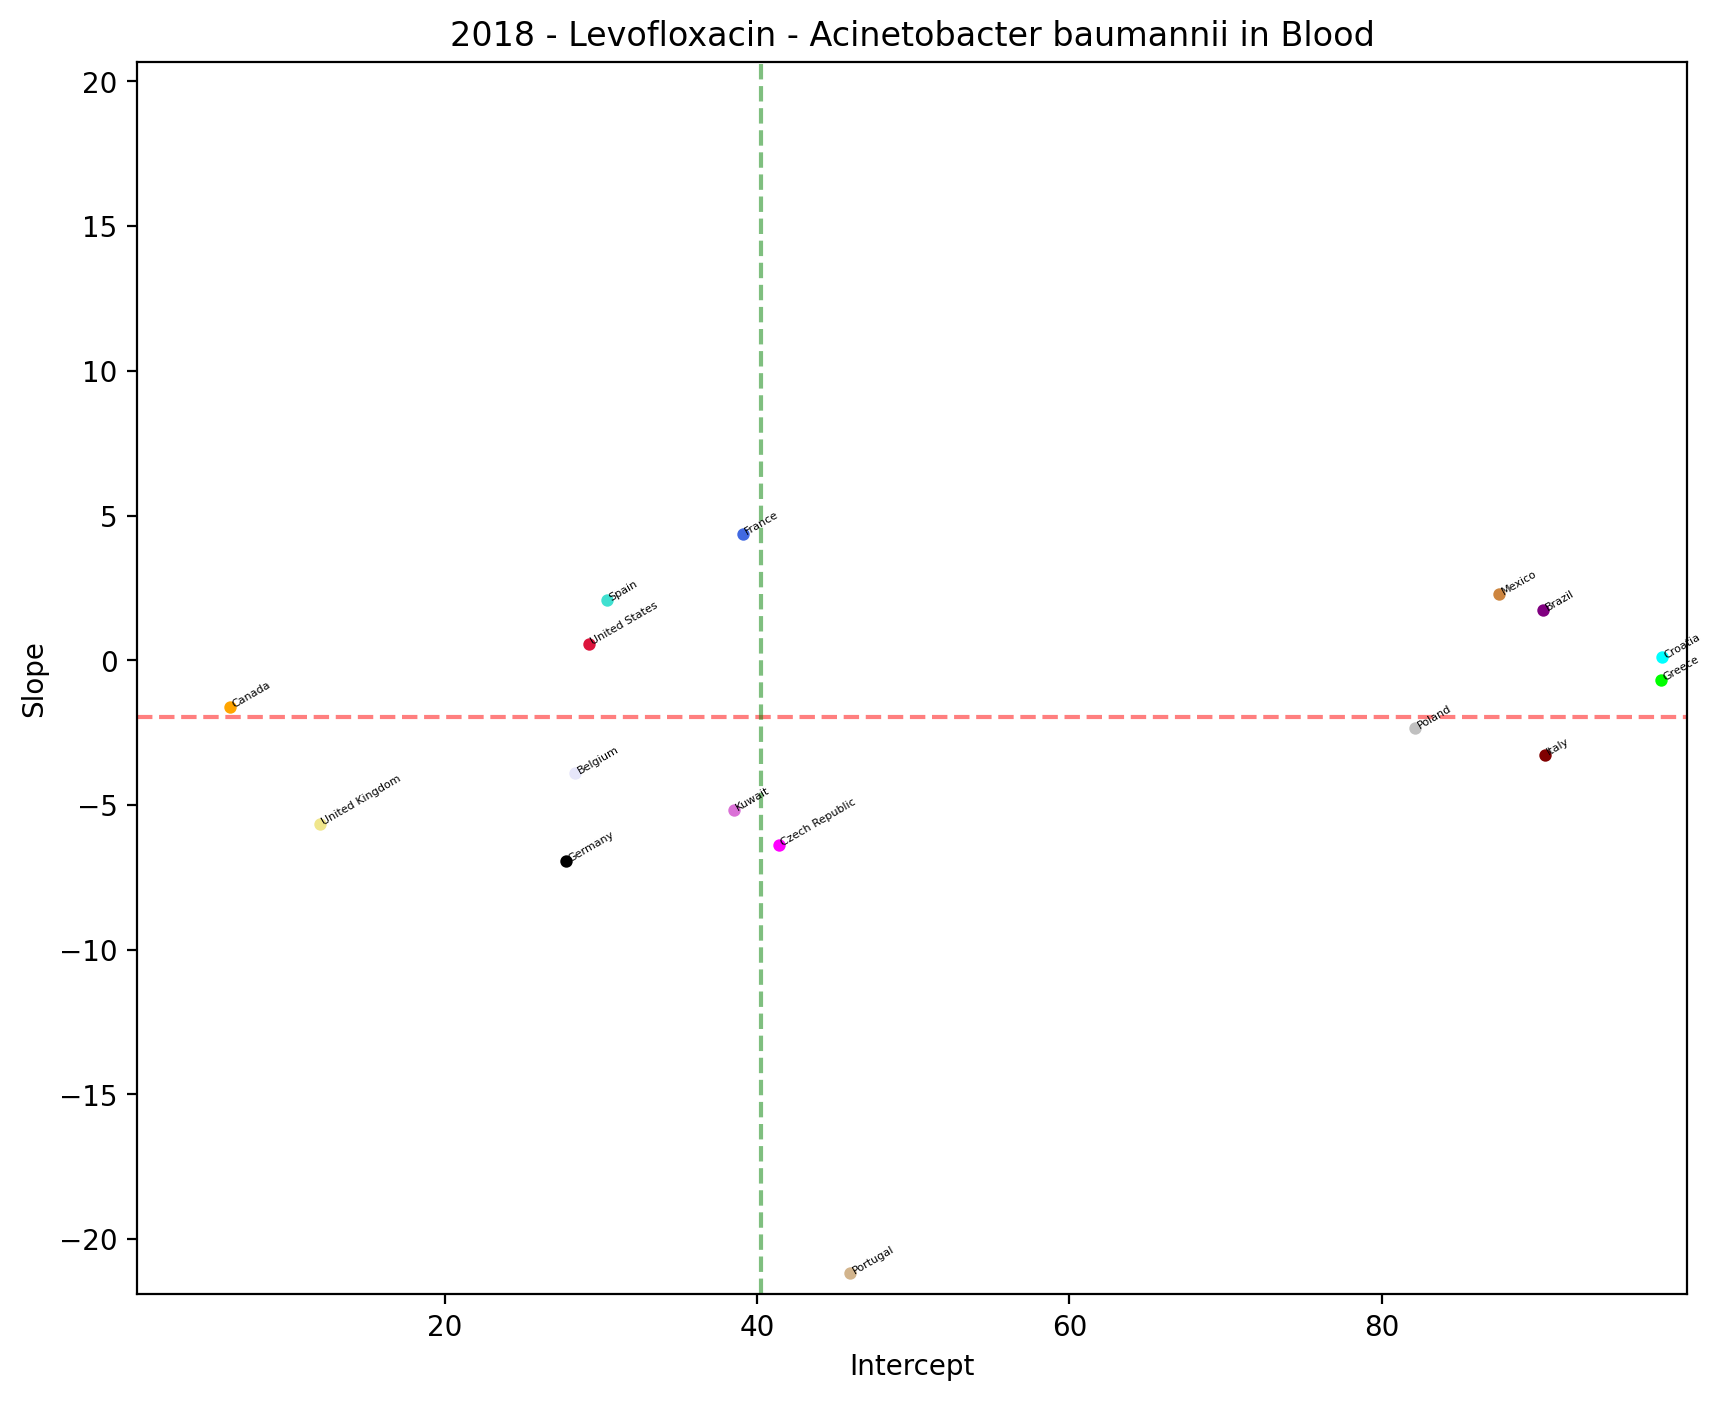 2018 - Levofloxacin - Acinetobacter baumannii in Blood
20
15
10
5
0
−5
−10
−15
−20
Slope
France
Spain
United States
Mexico
Brazil
Croatia
Greece
Canada
Poland
Italy
Belgium
United Kingdom
Kuwait
Czech Republic
Germany
Portugal
20
40
60
80
Intercept